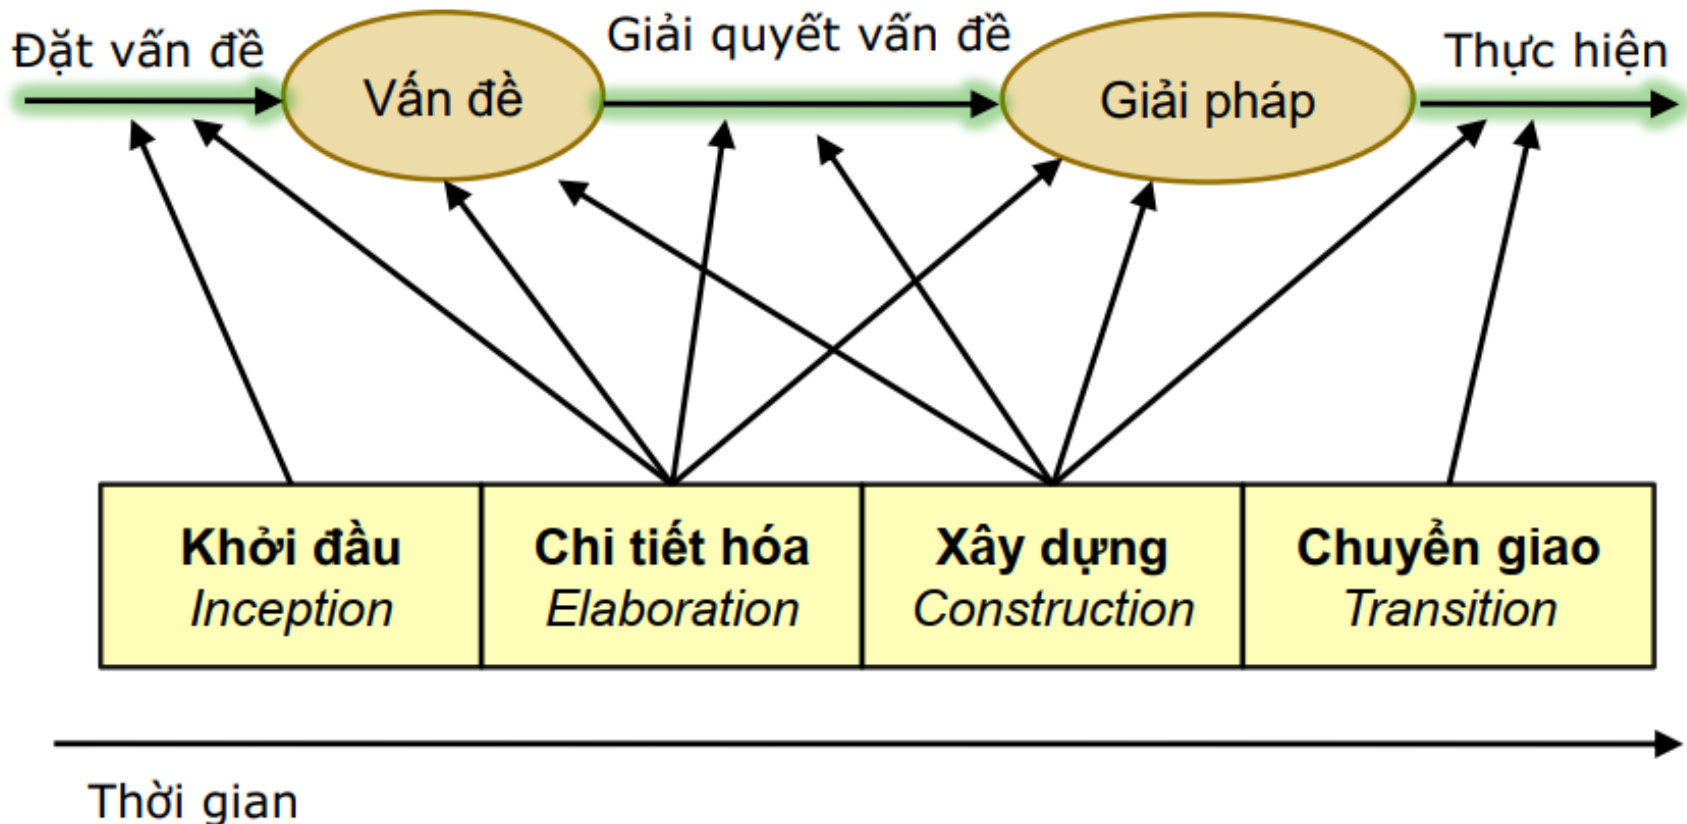 Đặt vấn đề
Vấn đề
Giải quyết vấn đề
Giải pháp
Thực hiện
Khởi đầu
Inception
Chi tiết hóa
Elaboration
Xây dựng
Construction
Chuyển giao
Transition
Thời gian